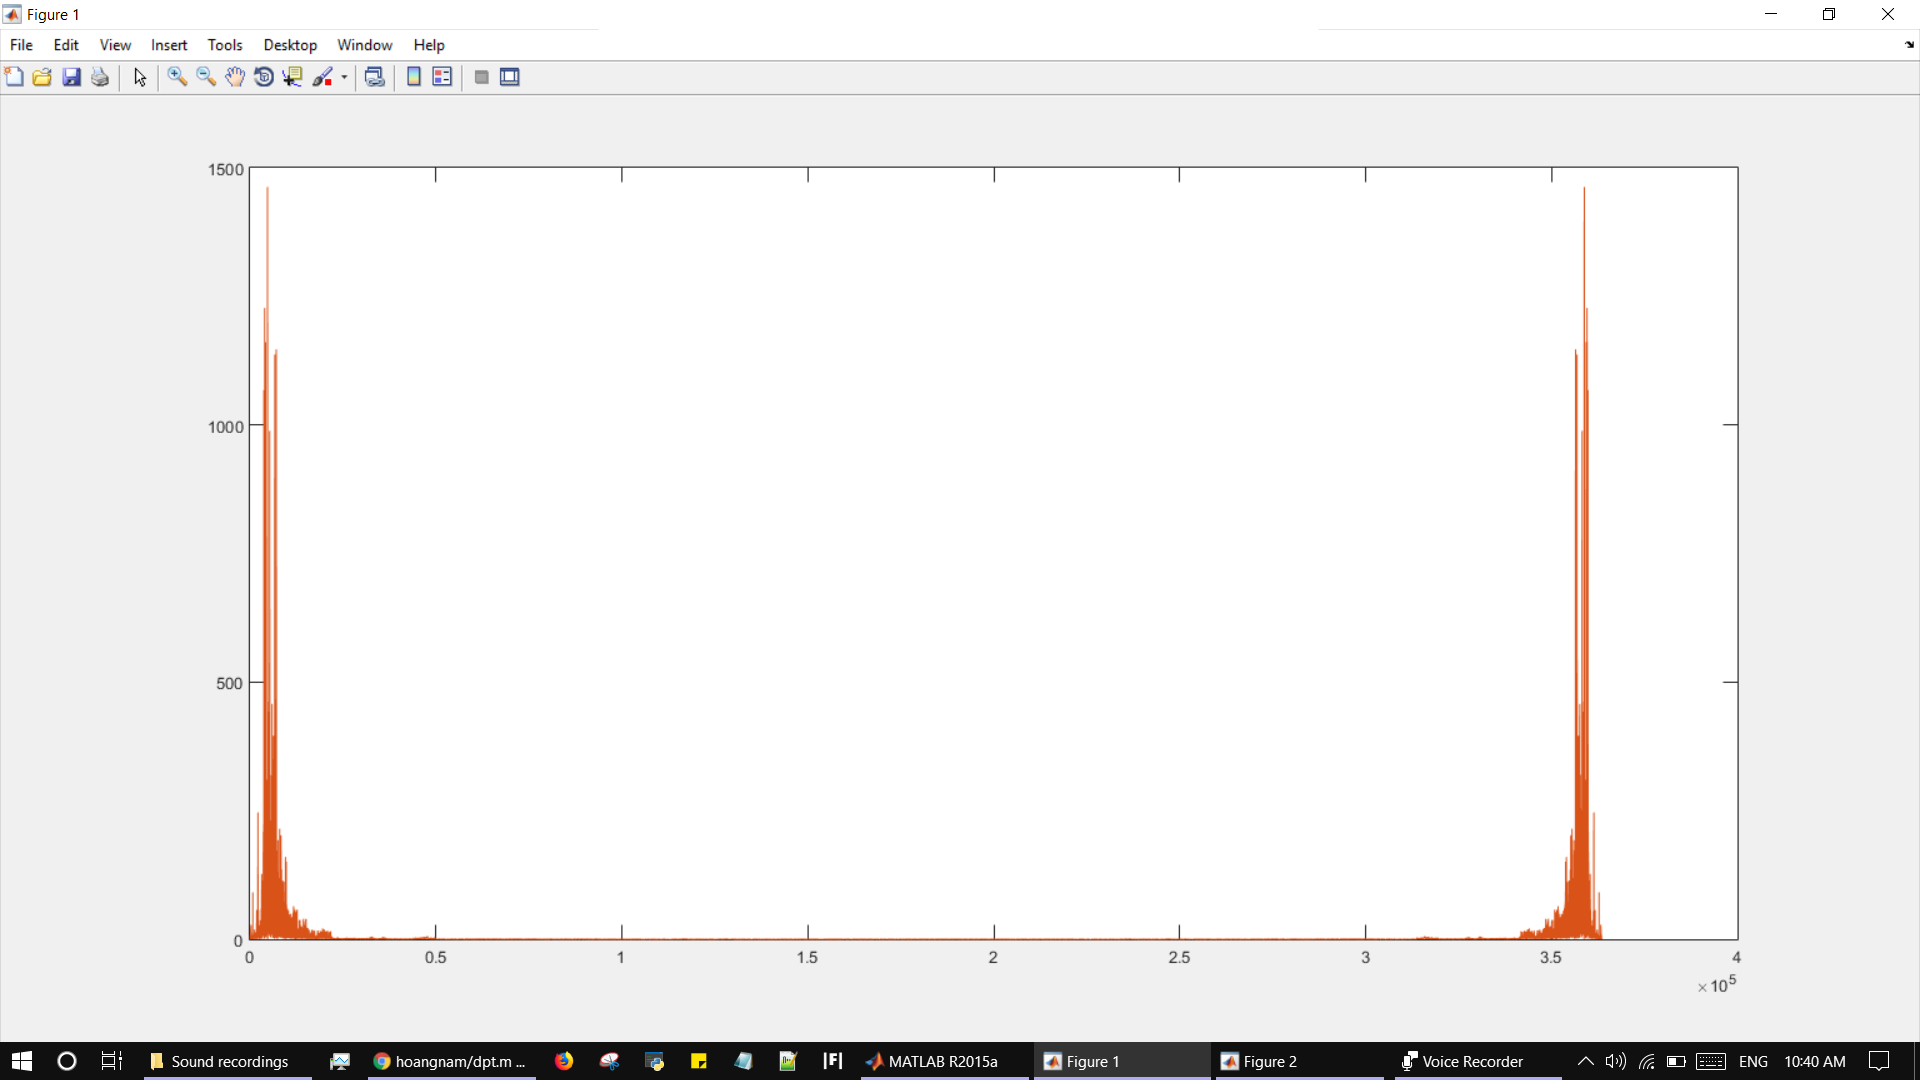 Figure 1
File Edit View Insert Tools Desktop Window Help
1500
1000
500
0
0 0.5 1 1.5 2 2.5 3 3.5 4
×10^5
Sound recordings hoangnam/dpt.m ... |F| MATLAB R2015a Figure 1 Figure 2 Voice Recorder ENG 10:40 AM